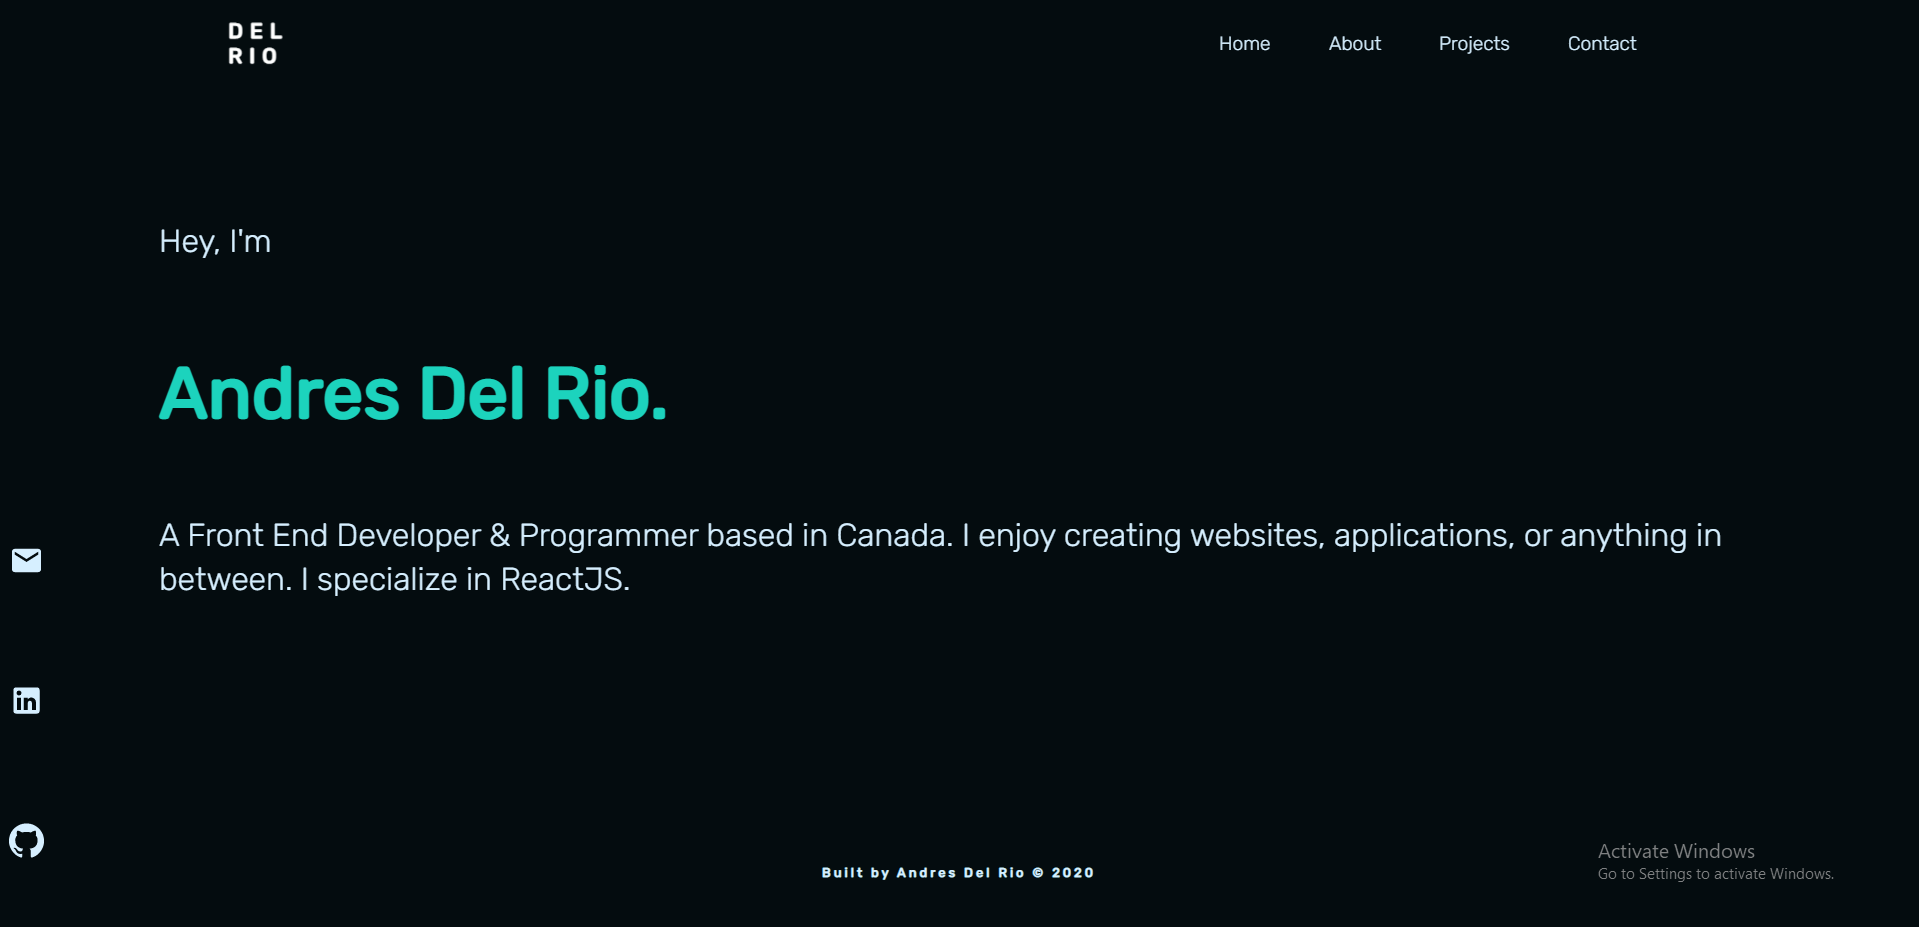 DEL
RIO
Home About Projects Contact
Hey, I'm
Andres Del Rio.
A Front End Developer & Programmer based in Canada. I enjoy creating websites, applications, or anything in
between. I specialize in ReactJS.
in
Built by Andres Del Rio © 2020
Activate Windows
Go to Settings to activate Windows.